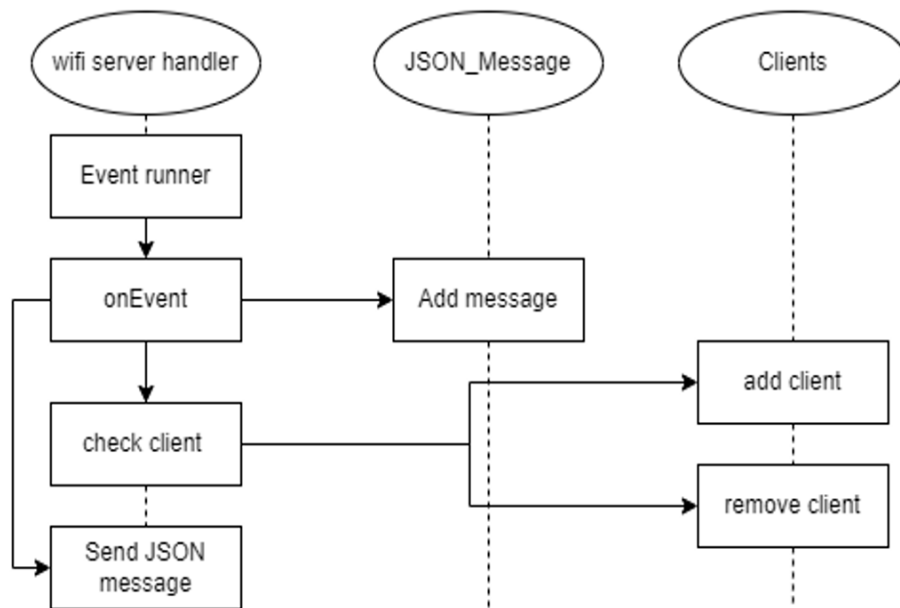 wifi server handler
JSON_Message
Clients
Event runner
onEvent
Add message
add client
check client
remove client
Send JSON
message